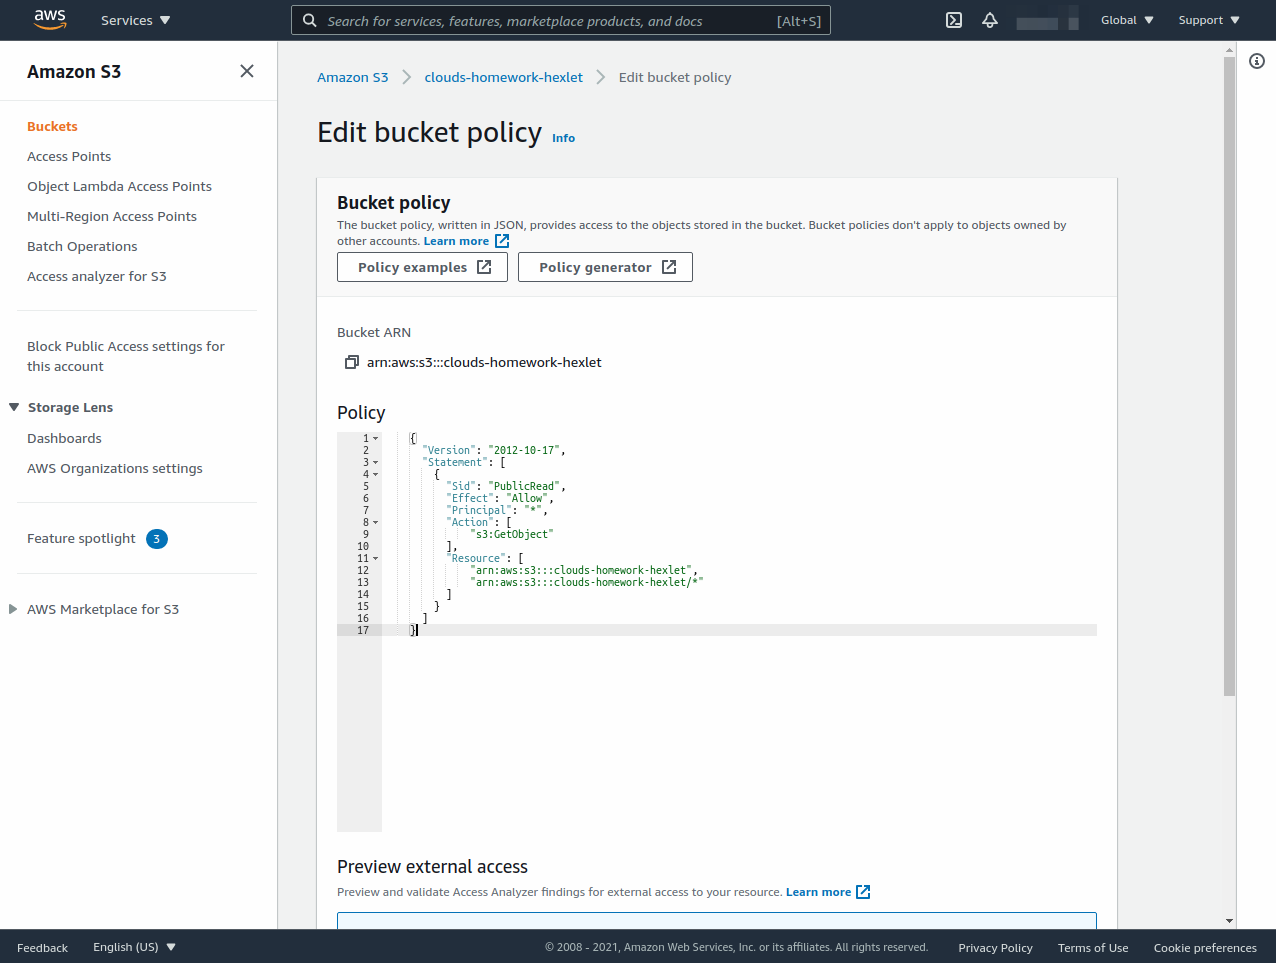 aws Services Search for services, features, marketplace products, and docs [Alt+S] Global Support
Amazon S3
Buckets
Access Points
Object Lambda Access Points
Multi-Region Access Points
Batch Operations
Access analyzer for S3
Block Public Access settings for
this account
Storage Lens
Dashboards
AWS Organizations settings
Feature spotlight 3
AWS Marketplace for S3
Amazon S3 clouds-homework-hexlet Edit bucket policy
Edit bucket policy Info
Bucket policy
The bucket policy, written in JSON, provides access to the objects stored in the bucket. Bucket policies don't apply to objects owned by
other accounts. Learn more
Policy examples Policy generator
Bucket ARN
arn:aws:s3:::clouds-homework-hexlet
Policy
1 {
2 "Version": "2012-10-17",
3 "Statement": [
4 {
5 "Sid": "PublicRead",
6 "Effect": "Allow",
7 "Principal": "*",
8 "Action": [
9 "s3:GetObject"
10 ],
11 "Resource": [
12 "arn:aws:s3:::clouds-homework-hexlet",
13 "arn:aws:s3:::clouds-homework-hexlet/*"
14 ]
15 }
16 ]
17 }
Preview external access
Preview and validate Access Analyzer findings for external access to your resource. Learn more
Feedback English (US) © 2008 - 2021, Amazon Web Services, Inc. or its affiliates. All rights reserved. Privacy Policy Terms of Use Cookie preferences